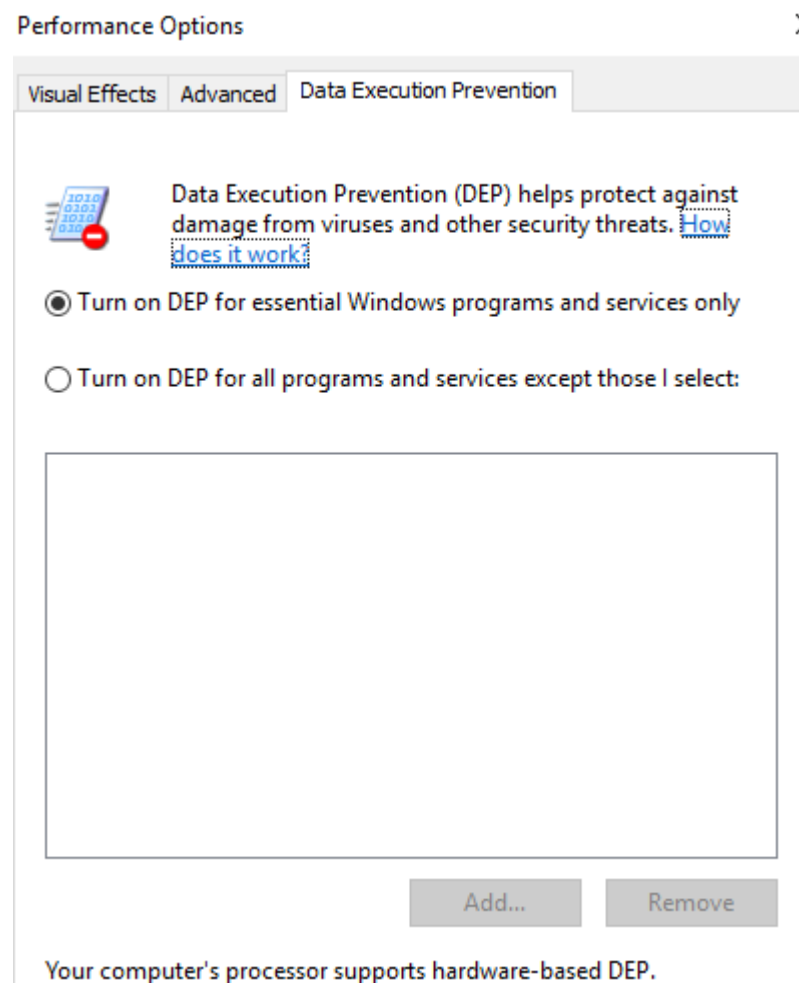 Performance Options
Visual Effects Advanced Data Execution Prevention
Data Execution Prevention (DEP) helps protect against
damage from viruses and other security threats. How
does it work?
Turn on DEP for essential Windows programs and services only
Turn on DEP for all programs and services except those I select:
Add... Remove
Your computer's processor supports hardware-based DEP.